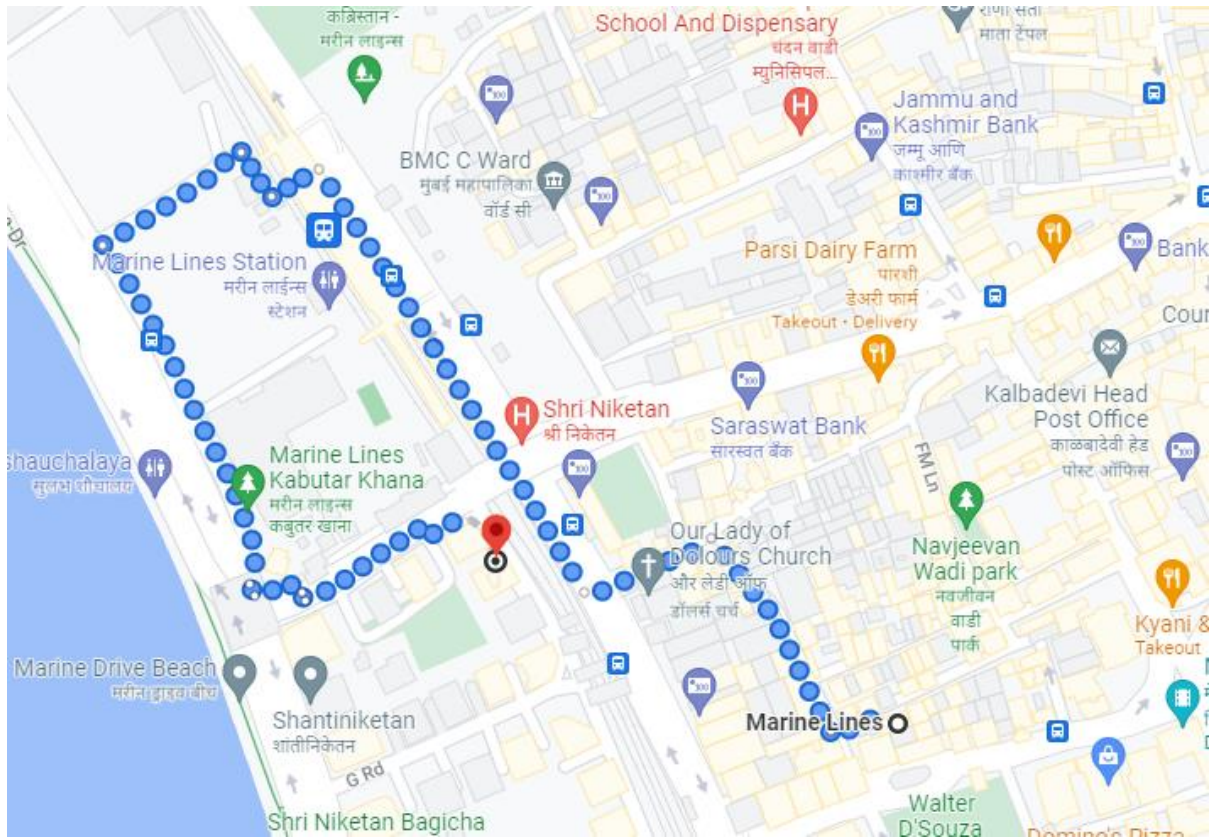 कब्रिस्तान -
मरीन लाइन्स
School And Dispensary
चंदन वाडी
म्युनिसिपल...
राणी सती
माता टेंपल
Jammu and
Kashmir Bank
जम्मू आणि
काश्मीर बँक
BMC C Ward
मुंबई महापालिका
वॉर्ड सी
Marine Lines Station
मरीन लाईन्स
स्टेशन
Parsi Dairy Farm
पारशी
डेअरी फार्म
Takeout • Delivery
Bank
Cour
Shri Niketan
श्री निकेतन
Saraswat Bank
सारस्वत बँक
Kalbadevi Head
Post Office
काळबादेवी हेड
पोस्ट ऑफिस
FM Ln
Marine Lines
Kabutar Khana
मरीन लाइन्स
कबुतर खाना
shauchalaya
सुलभ शौचालय
Our Lady of
Dolours Church
और लेडी ऑफ
डॉलर्स चर्च
Navjeevan
Wadi park
नवजीवन
वाडी
पार्क
Kyani &
Takeout
Marine Drive Beach
मरीन ड्राइव बीच
Shantiniketan
शांतीनिकेतन
Marine Lines
G Rd
Shri Niketan Bagicha
Walter
D'Souza
Domino's Pizza